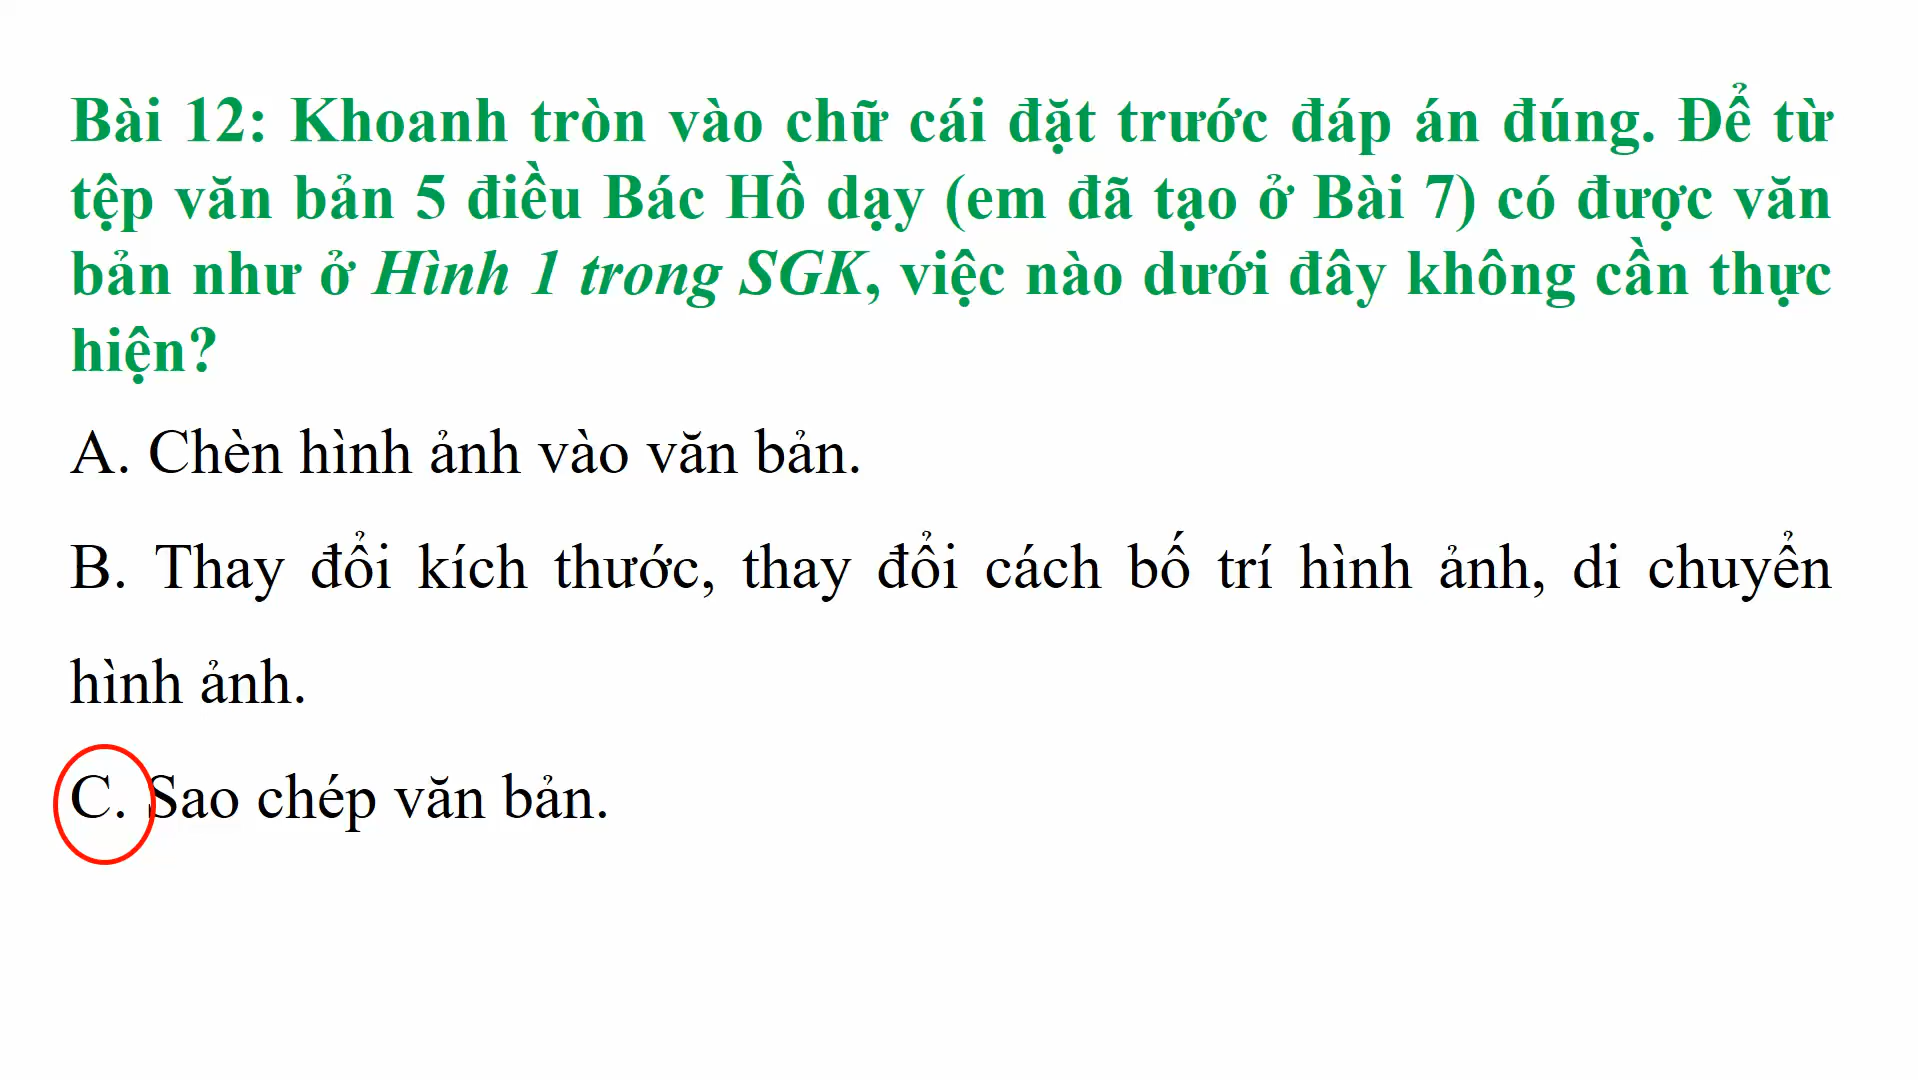 Bài 12: Khoanh tròn vào chữ cái đặt trước đáp án đúng. Để từ
tệp văn bản 5 điều Bác Hồ dạy (em đã tạo ở Bài 7) có được văn
bản như ở Hình 1 trong SGK, việc nào dưới đây không cần thực
hiện?
A. Chèn hình ảnh vào văn bản.
B. Thay đổi kích thước, thay đổi cách bố trí hình ảnh, di chuyển
hình ảnh.
C. Sao chép văn bản.